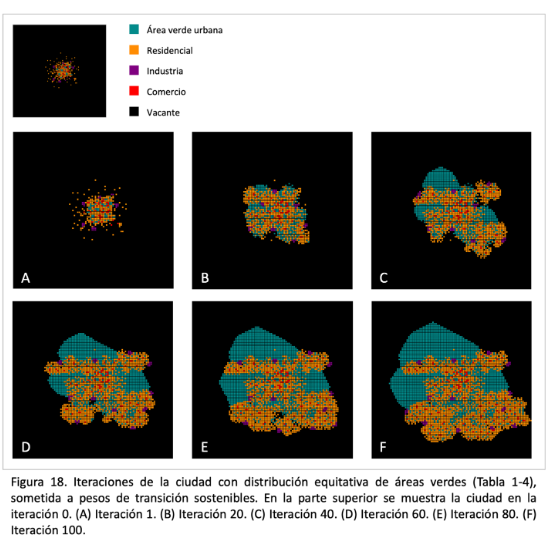 Área verde urbana
Residencial
Industria
Comercio
Vacante
A
B
C
D
E
F
Figura 18. Iteraciones de la ciudad con distribución equitativa de áreas verdes (Tabla 1-4),
sometida a pesos de transición sostenibles. En la parte superior se muestra la ciudad en la
iteración 0. (A) Iteración 1. (B) Iteración 20. (C) Iteración 40. (D) Iteración 60. (E) Iteración 80. (F)
Iteración 100.